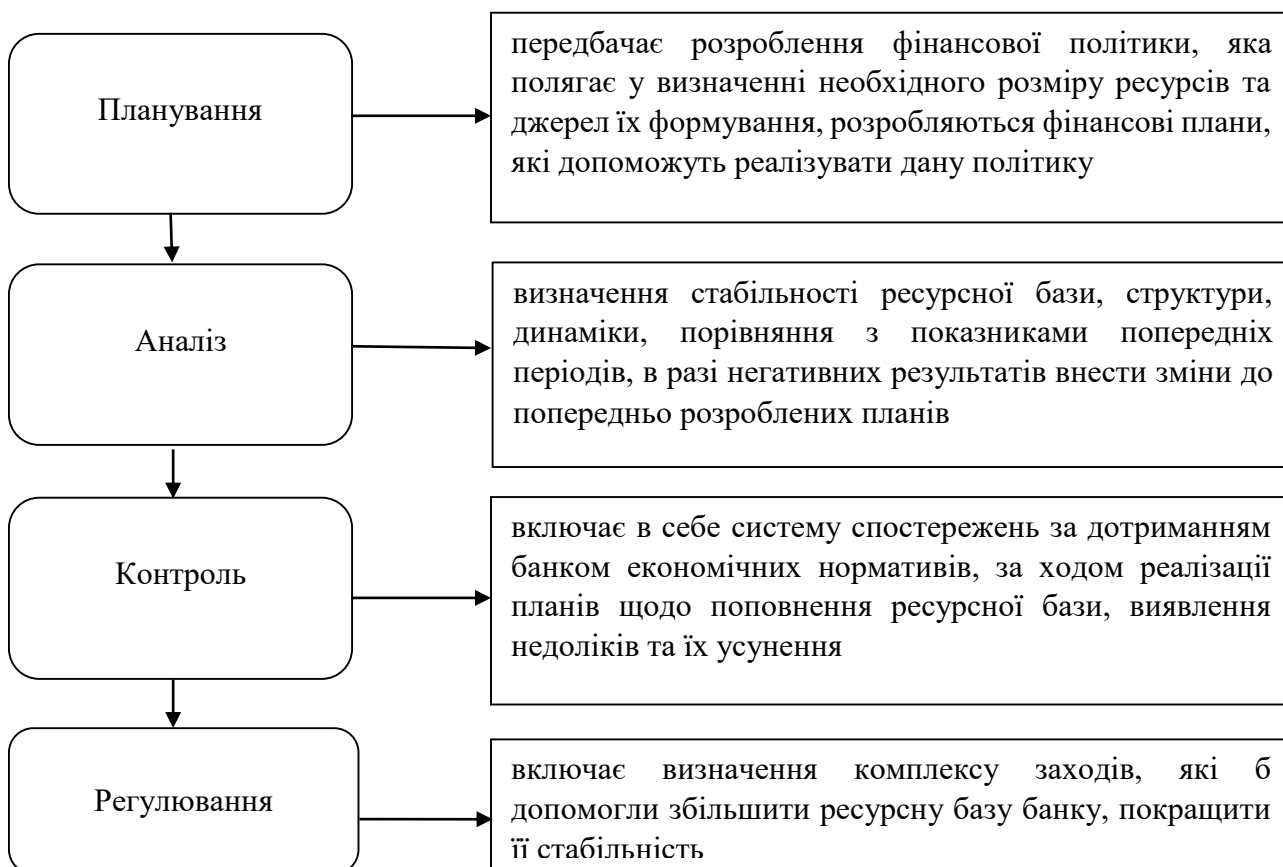 Планування
передбачає розроблення фінансової політики, яка
полягає у визначенні необхідного розміру ресурсів та
джерел їх формування, розробляються фінансові плани,
які допоможуть реалізувати дану політику
Аналіз
визначення стабільності ресурсної бази, структури,
динаміки, порівняння з показниками попередніх
періодів, в разі негативних результатів внести зміни до
попередньо розроблених планів
Контроль
включає в себе систему спостережень за дотриманням
банком економічних нормативів, за ходом реалізації
планів щодо поповнення ресурсної бази, виявлення
недоліків та їх усунення
Регулювання
включає визначення комплексу заходів, які б
допомогли збільшити ресурсну базу банку, покращити
її стабільність